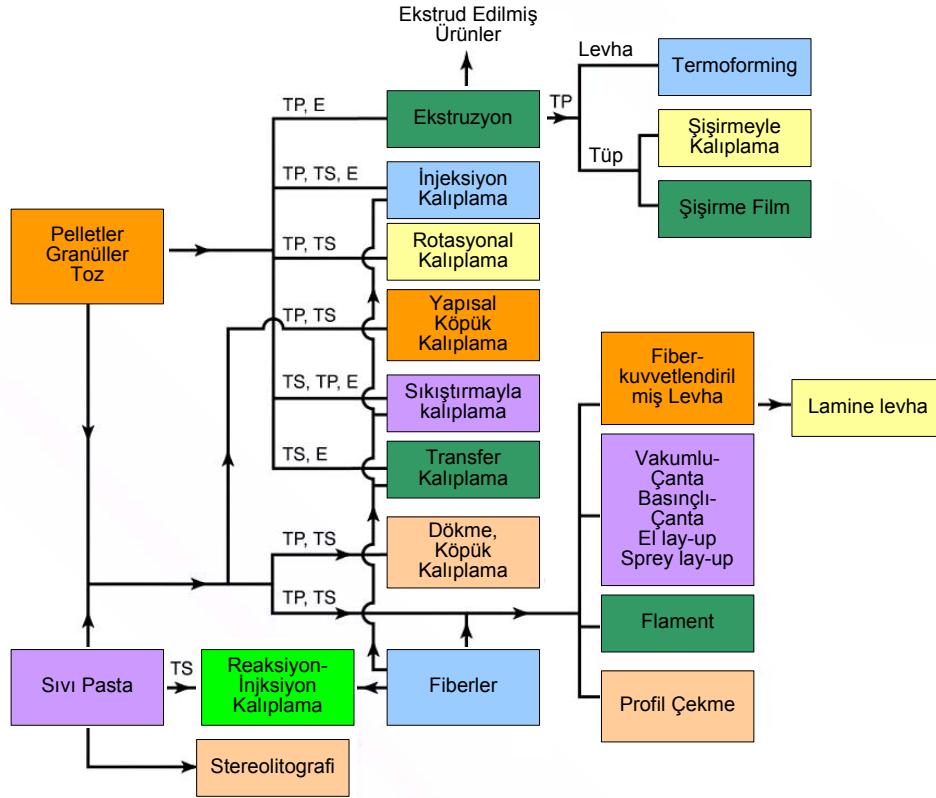 Ekstrud Edilmiş
Ürünler
Levha
Termoforming
TP, E
Ekstruzyon
TP
Şişirmeyle
Kalıplama
Tüp
TP, TS, E
İnjeksiyon
Kalıplama
Şişirme Film
Pelletler
Granüller
Toz
TP, TS
Rotasyonal
Kalıplama
TP, TS
Yapısal
Köpük
Kalıplama
Fiber-
kuvvetlendiril
miş Levha
Lamine levha
TS, TP, E
Sıkıştırmayla
kalıplama
TS, E
Transfer
Kalıplama
Vakumlu-
Çanta
Basınçlı-
Çanta
El lay-up
Sprey lay-up
TP, TS
Dökme,
Köpük
Kalıplama
TP, TS
Flament
Sıvı Pasta
TS
Reaksiyon-
İnjksiyon
Kalıplama
Fiberler
Profil Çekme
Stereolitografi